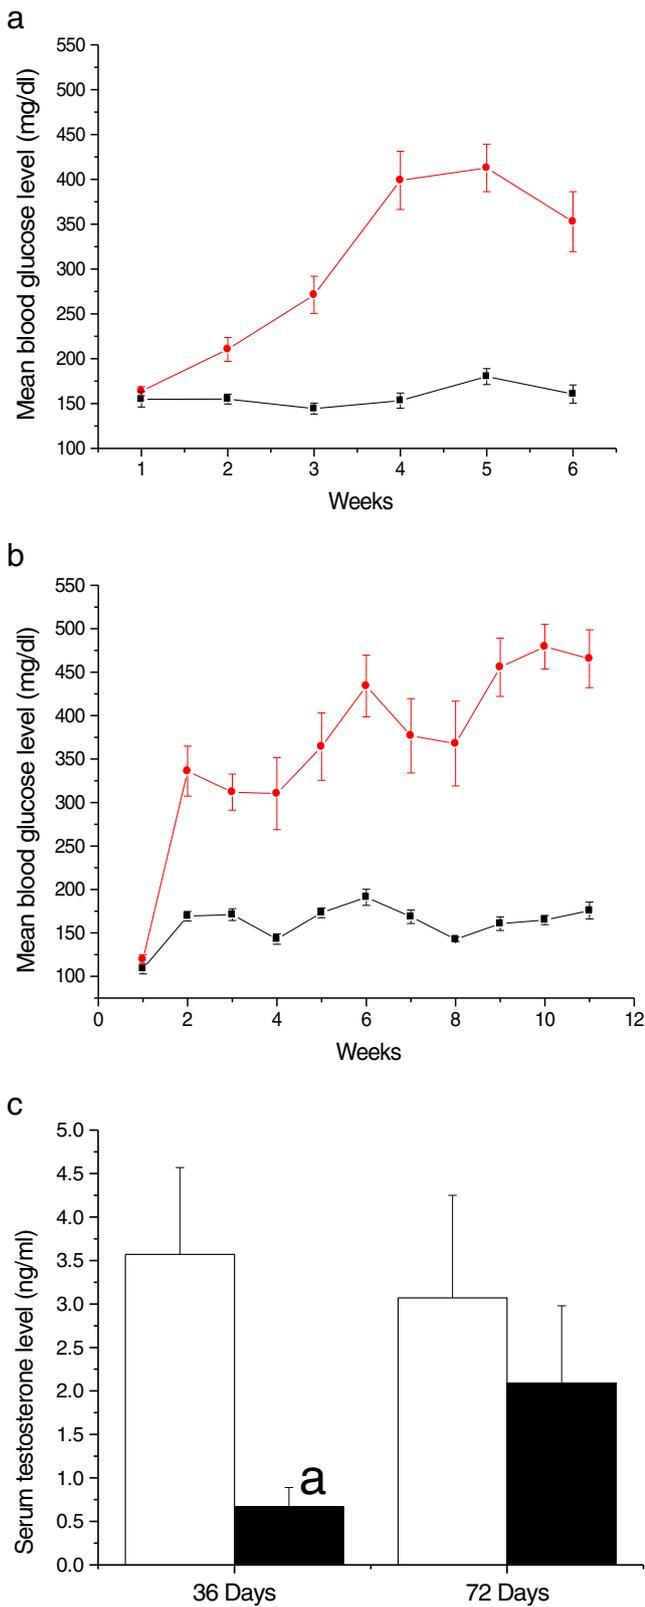 a
550
500
450
400
350
300
250
200
150
100
Mean blood glucose level (mg/dl)
1 2 3 4 5 6
Weeks
b
550
500
450
400
350
300
250
200
150
100
Mean blood glucose level (mg/dl)
0 2 4 6 8 10 12
Weeks
c
5.0
4.5
4.0
3.5
3.0
2.5
2.0
1.5
1.0
0.5
0.0
Serum testosterone level (ng/ml)
a
36 Days 72 Days